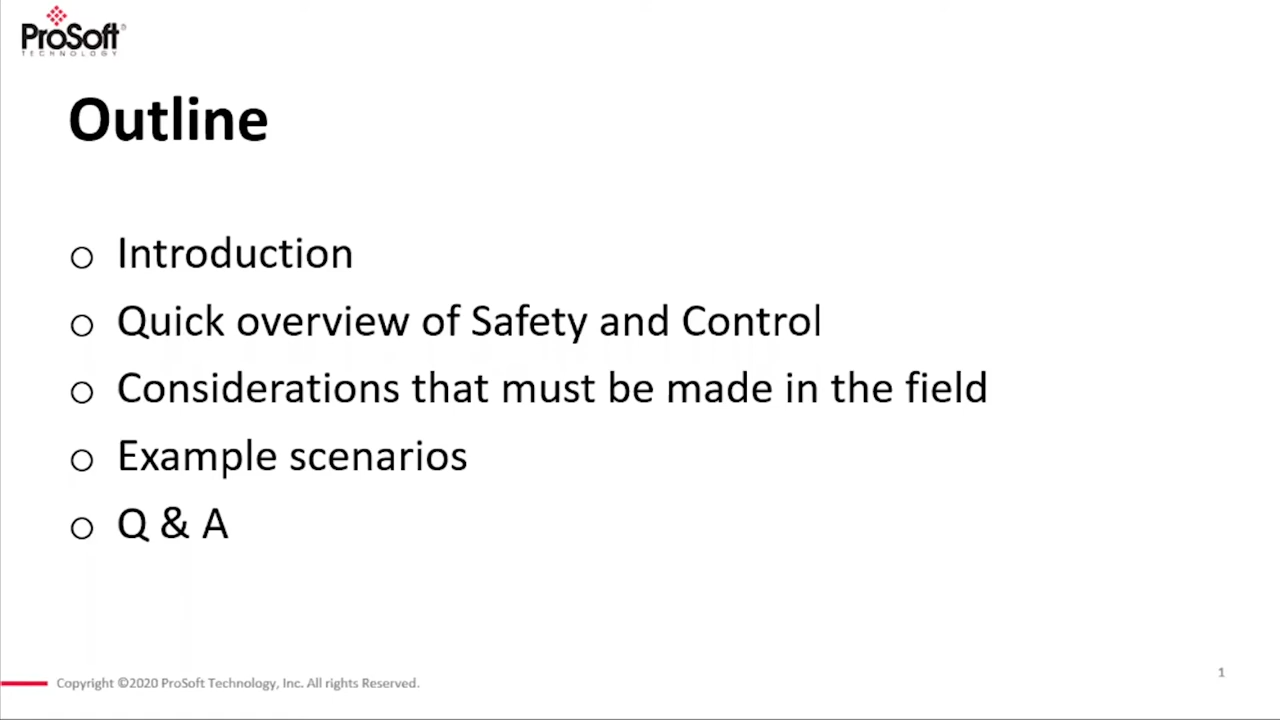 ProSoft
TECHNOLOGY
Outline
o Introduction
o Quick overview of Safety and Control
o Considerations that must be made in the field
o Example scenarios
o Q & A
Copyright ©2020 ProSoft Technology, Inc. All rights Reserved.
1